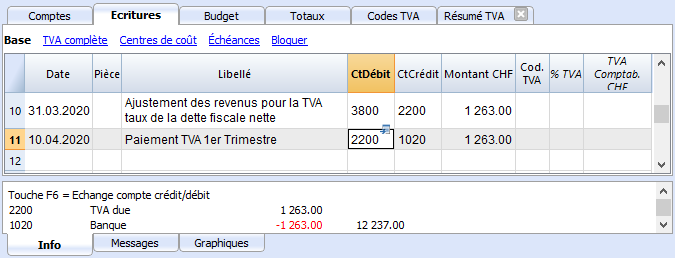 Comptes Ecritures Budget Totaux Codes TVA Résumé TVA
Base TVA complète Centres de coût Échéances Bloquer
Date Pièce Libellé CtDébit CtCrédit Montant CHF Cod. TVA % TVA TVA Comptab. CHF
10 31.03.2020 Ajustement des revenus pour la TVA 3800 2200 1 263.00
taux de la dette fiscale nette
11 10.04.2020 Paiement TVA 1er Trimestre 2200 1020 1 263.00
12
Touche F6 = Echange compte crédit/débit
2200 TVA due 1 263.00
1020 Banque -1 263.00 12 237.00
Info Messages Graphiques